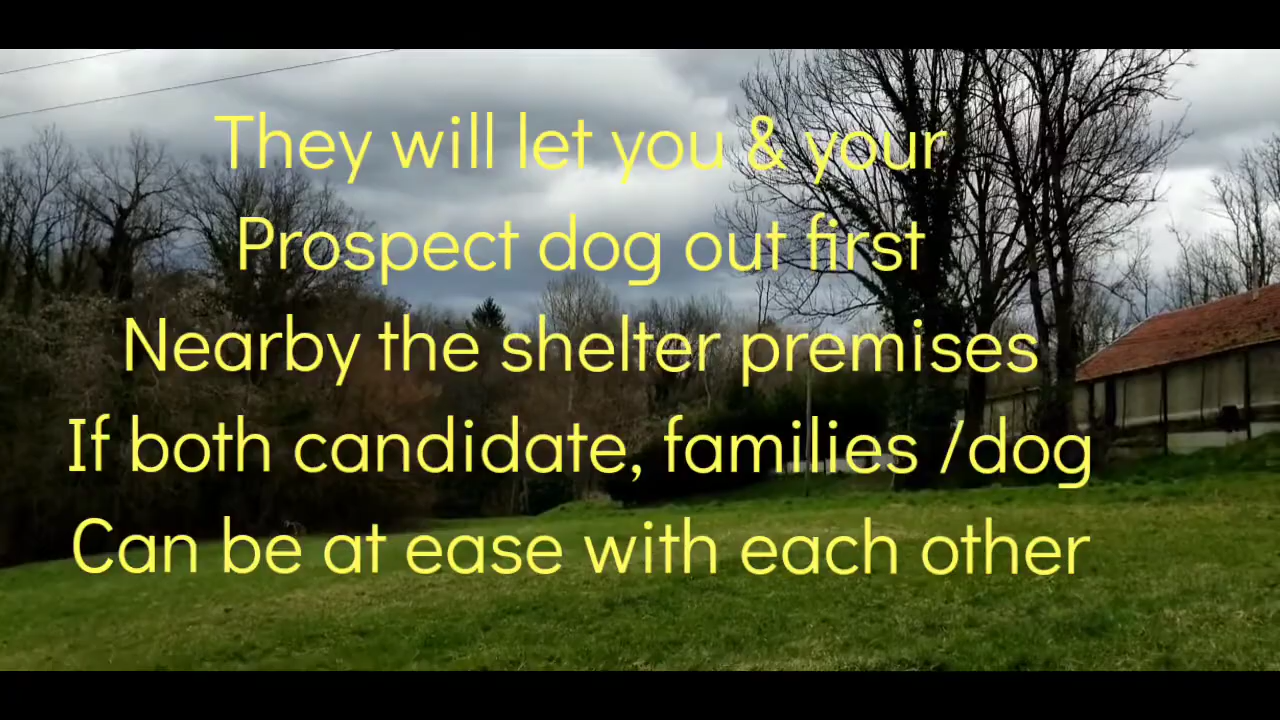 They will let you & your
Prospect dog out first
Nearby the shelter premises
If both candidate, families /dog
Can be at ease with each other